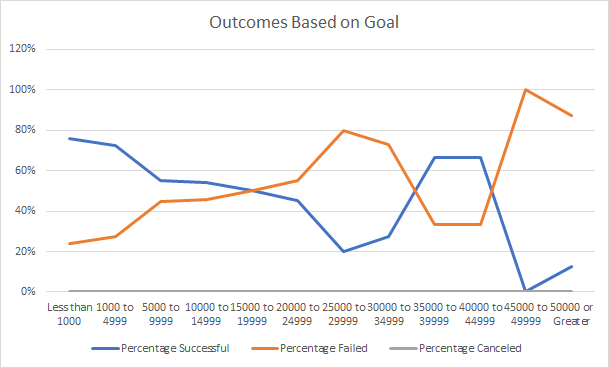 Outcomes Based on Goal
120%
100%
80%
60%
40%
20%
0%
Less than 1000 to 5000 to 10000 to 15000 to 20000 to 25000 to 30000 to 35000 to 40000 to 45000 to 50000 or
1000 4999 9999 14999 19999 24999 29999 34999 39999 44999 49999 Greater
Percentage Successful Percentage Failed Percentage Canceled